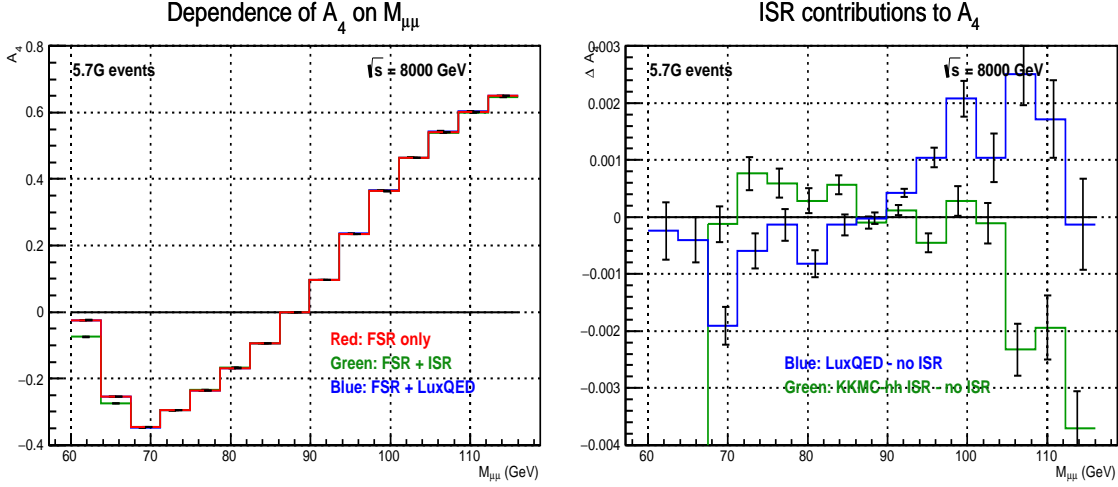 Dependence of A4 on Mμμ
A4
0.8
5.7G events
√s = 8000 GeV
0.6
0.4
0.2
0
−0.2
−0.4
Red: FSR only
Green: FSR + ISR
Blue: FSR + LuxQED
60 70 80 90 100 110
Mμμ (GeV)
ISR contributions to A4
Δ A4
0.003
5.7G events
√s = 8000 GeV
0.002
0.001
0
−0.001
−0.002
−0.003
−0.004
Blue: LuxQED - no ISR
Green: KKMC-hh ISR - no ISR
60 70 80 90 100 110
Mμμ (GeV)